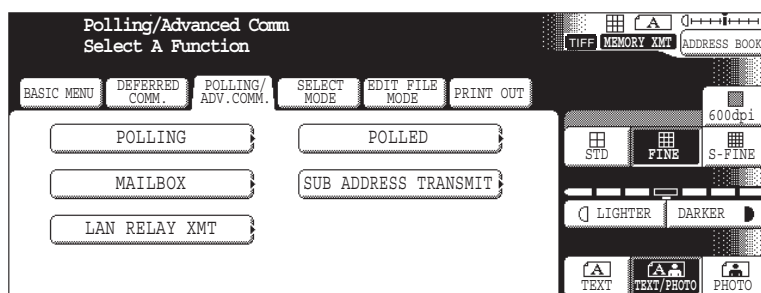 Polling/Advanced Comm
Select A Function
TIFF MEMORY XMT ADDRESS BOOK
BASIC MENU
DEFERRED
COMM.
POLLING/
ADV.COMM.
SELECT
MODE
EDIT FILE
MODE
PRINT OUT
600dpi
POLLING
POLLED
STD
FINE
S-FINE
MAILBOX
SUB ADDRESS TRANSMIT
LIGHTER
DARKER
LAN RELAY XMT
A
TEXT
A
TEXT/PHOTO
PHOTO